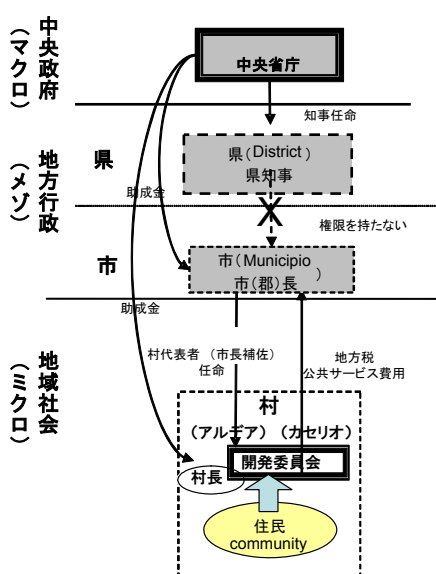 中央政府
（マクロ）
中央省庁
知事任命
地方行政
（メゾ）
県
県（District）
県知事
助成金
X
権限を持たない
市
市（Municipio）
市（郡）長
助成金
村代表者（市長補佐）
任命
地方税
公共サービス費用
地域社会
（ミクロ）
村
（アルデア）（カセリオ）
開発委員会
村長
住民
community